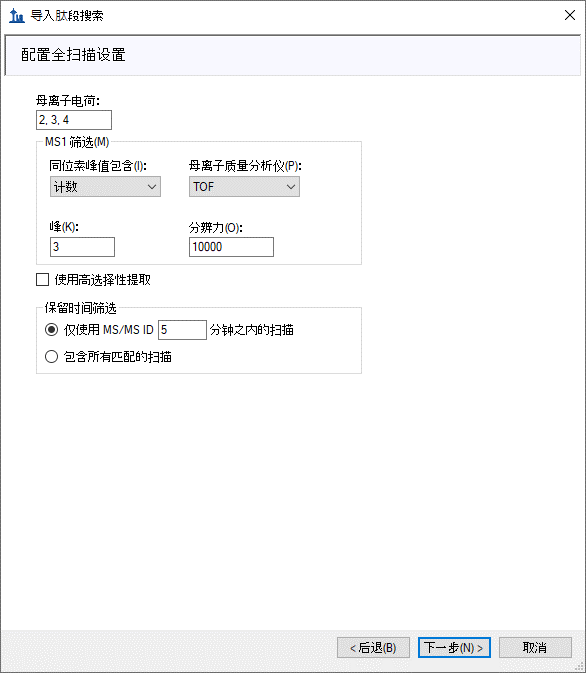 导入肽段搜索
配置全扫描设置
母离子电荷:
2, 3, 4
MS1 筛选(M)
同位素峰值包含(I): 母离子质量分析仪(P):
计数 TOF
峰(K): 分辨力(O):
3 10000
使用高选择性提取
保留时间筛选
仅使用 MS/MS ID 5 分钟之内的扫描
包含所有匹配的扫描
< 后退(B) 下一步(N) > 取消